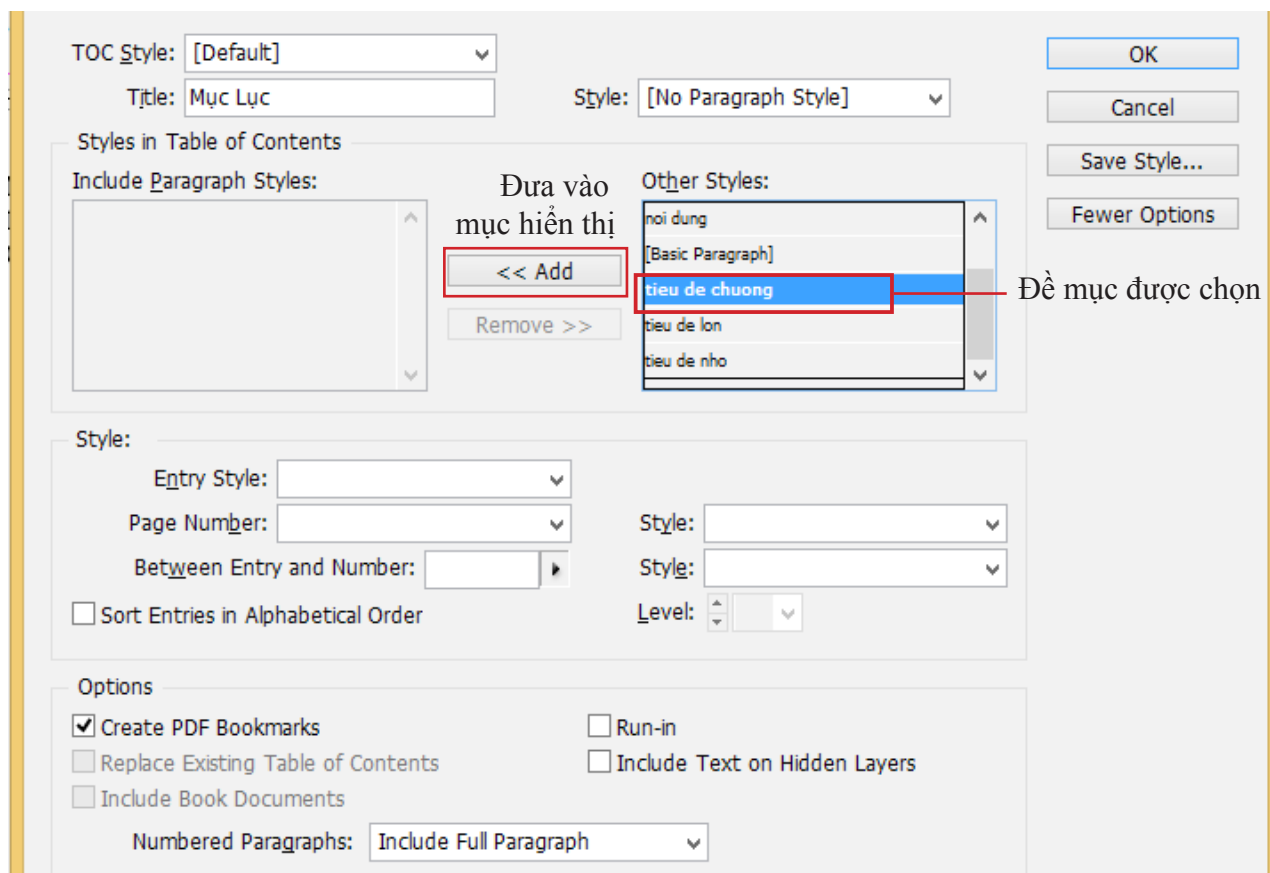 TOC Style: [Default]
OK
Title: Mục Lục
Style: [No Paragraph Style]
Cancel
Styles in Table of Contents
Save Style...
Include Paragraph Styles:
Đưa vào
mục hiển thị
Other Styles:
Fewer Options
noi dung
[Basic Paragraph]
<< Add
tieu de chuong
Đề mục được chọn
Remove >>
tieu de lon
tieu de nho
Style:
Entry Style:
Page Number:
Style:
Between Entry and Number:
Style:
Sort Entries in Alphabetical Order
Level:
Options
Create PDF Bookmarks
Run-in
Replace Existing Table of Contents
Include Text on Hidden Layers
Include Book Documents
Numbered Paragraphs: Include Full Paragraph